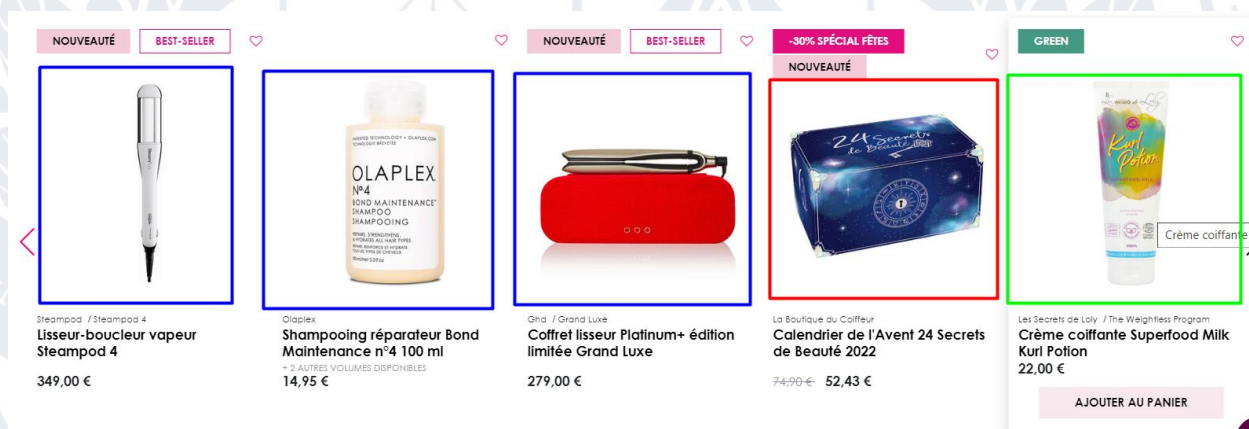 NOUVEAUTÉ
BEST-SELLER
OLAPLEX
Nº4
BOND MAINTENANCE™
SHAMPOO
SHAMPOOING
Steampod / Steampod 4
Lisseur-boucleur vapeur
Steampod 4
349,00 €
Olaplex
Shampooing réparateur Bond
Maintenance n°4 100 ml
+ 2 AUTRES VOLUMES DISPONIBLES
14,95 €
NOUVEAUTÉ
BEST-SELLER
Ghd / Grand Luxe
Coffret lisseur Platinum+ édition
limitée Grand Luxe
279,00 €
-30% SPÉCIAL FÊTES
NOUVEAUTÉ
24 Secrets
de Beauté
La Boutique du Coiffeur
Calendrier de l'Avent 24 Secrets
de Beauté 2022
74,90 € 52,43 €
GREEN
Kurl
Potion
Crème coiffante
Les Secrets de Loly / The Weightless Program
Crème coiffante Superfood Milk
Kurl Potion
22,00 €
AJOUTER AU PANIER